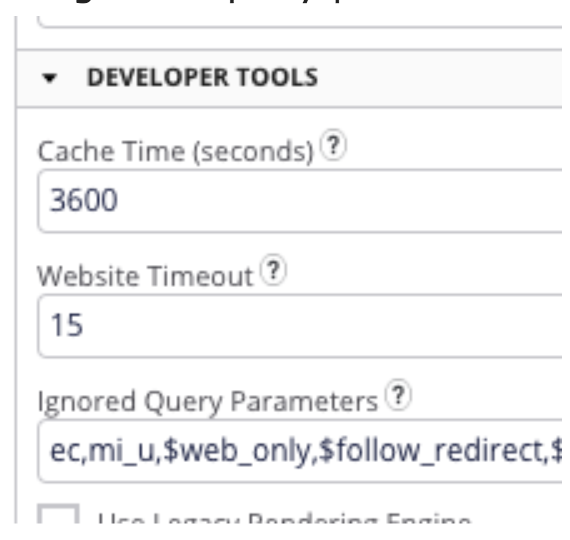 DEVELOPER TOOLS
Cache Time (seconds) ?
3600
Website Timeout ?
15
Ignored Query Parameters ?
ec,mi_u,$web_only,$follow_redirect,$
Use Legacy Rendering Engine